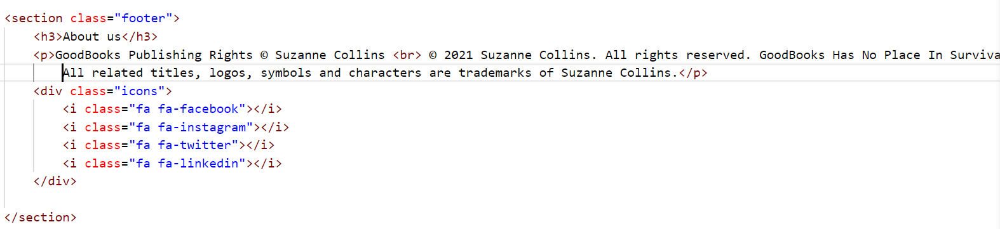 <section class="footer">
<h3>About us</h3>
<p>GoodBooks Publishing Rights © Suzanne Collins <br> © 2021 Suzanne Collins. All rights reserved. GoodBooks Has No Place In Surviva
All related titles, logos, symbols and characters are trademarks of Suzanne Collins.</p>
<div class="icons">
<i class="fa fa-facebook"></i>
<i class="fa fa-instagram"></i>
<i class="fa fa-twitter"></i>
<i class="fa fa-linkedin"></i>
</div>
</section>